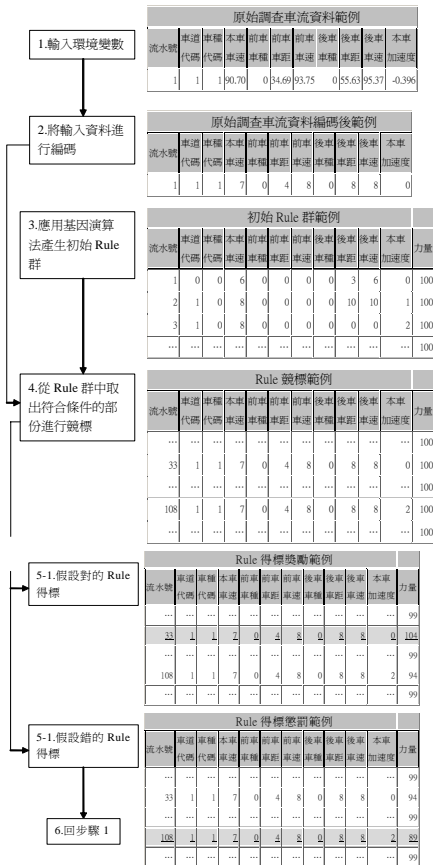 1.輸入環境變數
原始調查車流資料範例
流水號 車道代碼 車種代碼 本車車速 前車車種 前車車距 前車車速 後車車種 後車車距 後車車速 本車加速度
1 1 1 90.70 0 34.69 93.75 0 55.63 95.37 -0.396
2.將輸入資料進
行編碼
原始調查車流資料編碼後範例
流水號 車道代碼 車種代碼 本車車速 前車車種 前車車距 前車車速 後車車種 後車車距 後車車速 本車加速度
1 1 1 7 0 4 8 0 8 8 0
3.應用基因演算
法產生初始 Rule
群
初始 Rule 群範例
流水號 車道代碼 車種代碼 本車車速 前車車種 前車車距 前車車速 後車車種 後車車距 後車車速 本車加速度 力量
1 0 0 6 0 0 0 0 3 6 0 100
2 1 0 8 0 0 0 0 10 10 1 100
3 1 0 8 0 0 0 0 0 0 2 100
... ... ... ... ... ... ... ... ... ... ... 100
4.從 Rule 群中取
出符合條件的部
份進行競標
Rule 競標範例
流水號 車道代碼 車種代碼 本車車速 前車車種 前車車距 前車車速 後車車種 後車車距 後車車速 本車加速度 力量
... ... ... ... ... ... ... ... ... ... ... 100
33 1 1 7 0 4 8 0 8 8 0 100
... ... ... ... ... ... ... ... ... ... ... 100
108 1 1 7 0 4 8 0 8 8 2 100
... ... ... ... ... ... ... ... ... ... ... 100
5-1.假設對的 Rule
得標
Rule 得標獎勵範例
流水號 車道代碼 車種代碼 本車車速 前車車種 前車車距 前車車速 後車車種 後車車距 後車車速 本車加速度 力量
... ... ... ... ... ... ... ... ... ... ... 99
33 1 1 7 0 4 8 0 8 8 0 104
... ... ... ... ... ... ... ... ... ... ... 99
108 1 1 7 0 4 8 0 8 8 2 94
... ... ... ... ... ... ... ... ... ... ... 99
5-1.假設錯的 Rule
得標
Rule 得標懲罰範例
流水號 車道代碼 車種代碼 本車車速 前車車種 前車車距 前車車速 後車車種 後車車距 後車車速 本車加速度 力量
... ... ... ... ... ... ... ... ... ... ... 99
33 1 1 7 0 4 8 0 8 8 0 94
... ... ... ... ... ... ... ... ... ... ... 99
108 1 1 7 0 4 8 0 8 8 2 89
... ... ... ... ... ... ... ... ... ... ... 99
6.回步驟 1